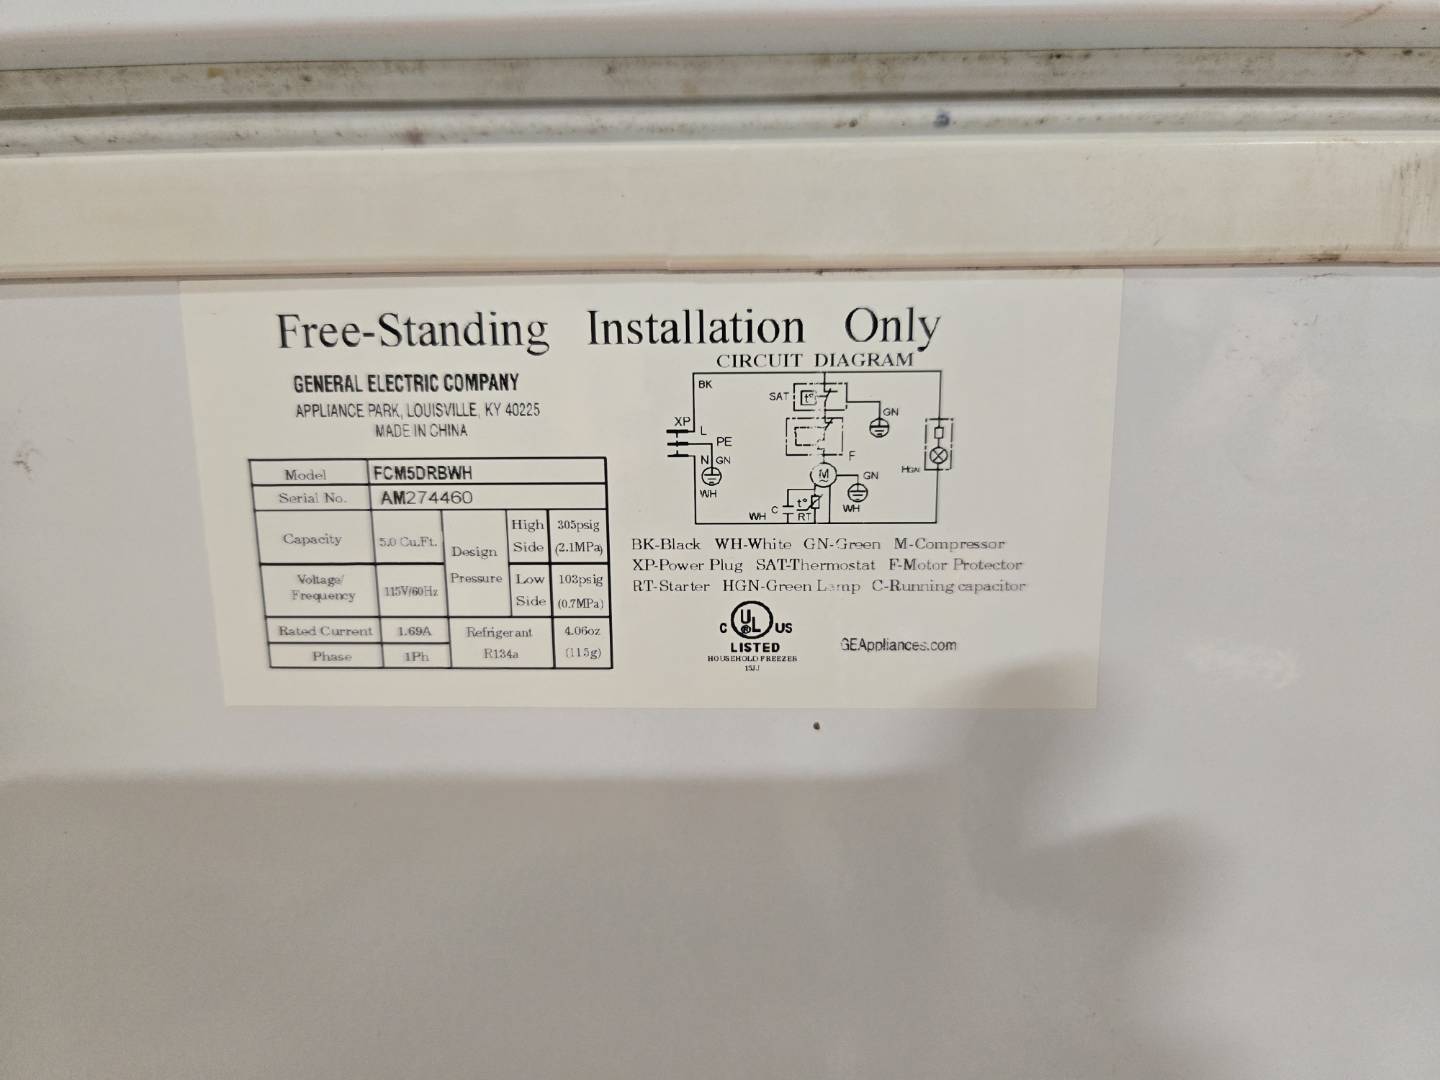 Free-Standing Installation Only
GENERAL ELECTRIC COMPANY
APPLIANCE PARK, LOUISVILLE, KY 40225
MADE IN CHINA
Model FCM5DRBWH
Serial No. AM274460
Capacity 5.0 Cu.Ft.
Design Pressure
High Side 305psig (2.1MPa)
Voltage/Frequency 115V/60Hz
Low Side 103psig (0.7MPa)
Rated Current 1.69A
Refrigerant R134a
4.06oz (115g)
Phase 1Ph
CIRCUIT DIAGRAM
BK
SAT t°
XP L GN
PE
N GN F HGN
M GN
WH
C t° WH
WH RT
BK-Black WH-White GN-Green M-Compressor
XP-Power Plug SAT-Thermostat F-Motor Protector
RT-Starter HGN-Green Lamp C-Running capacitor
C UL US
®
LISTED
HOUSEHOLD FREEZER
15JJ
GEAppliances.com